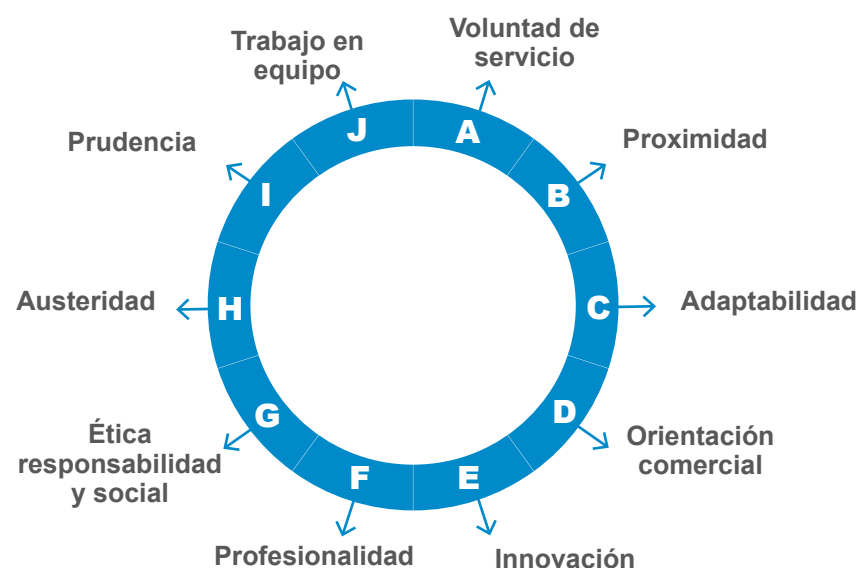 Voluntad de
servicio
A
Proximidad
B
Adaptabilidad
C
Orientación
comercial
D
Innovación
E
Profesionalidad
F
Ética
responsabilidad
y social
G
Austeridad
H
Prudencia
I
Trabajo en
equipo
J